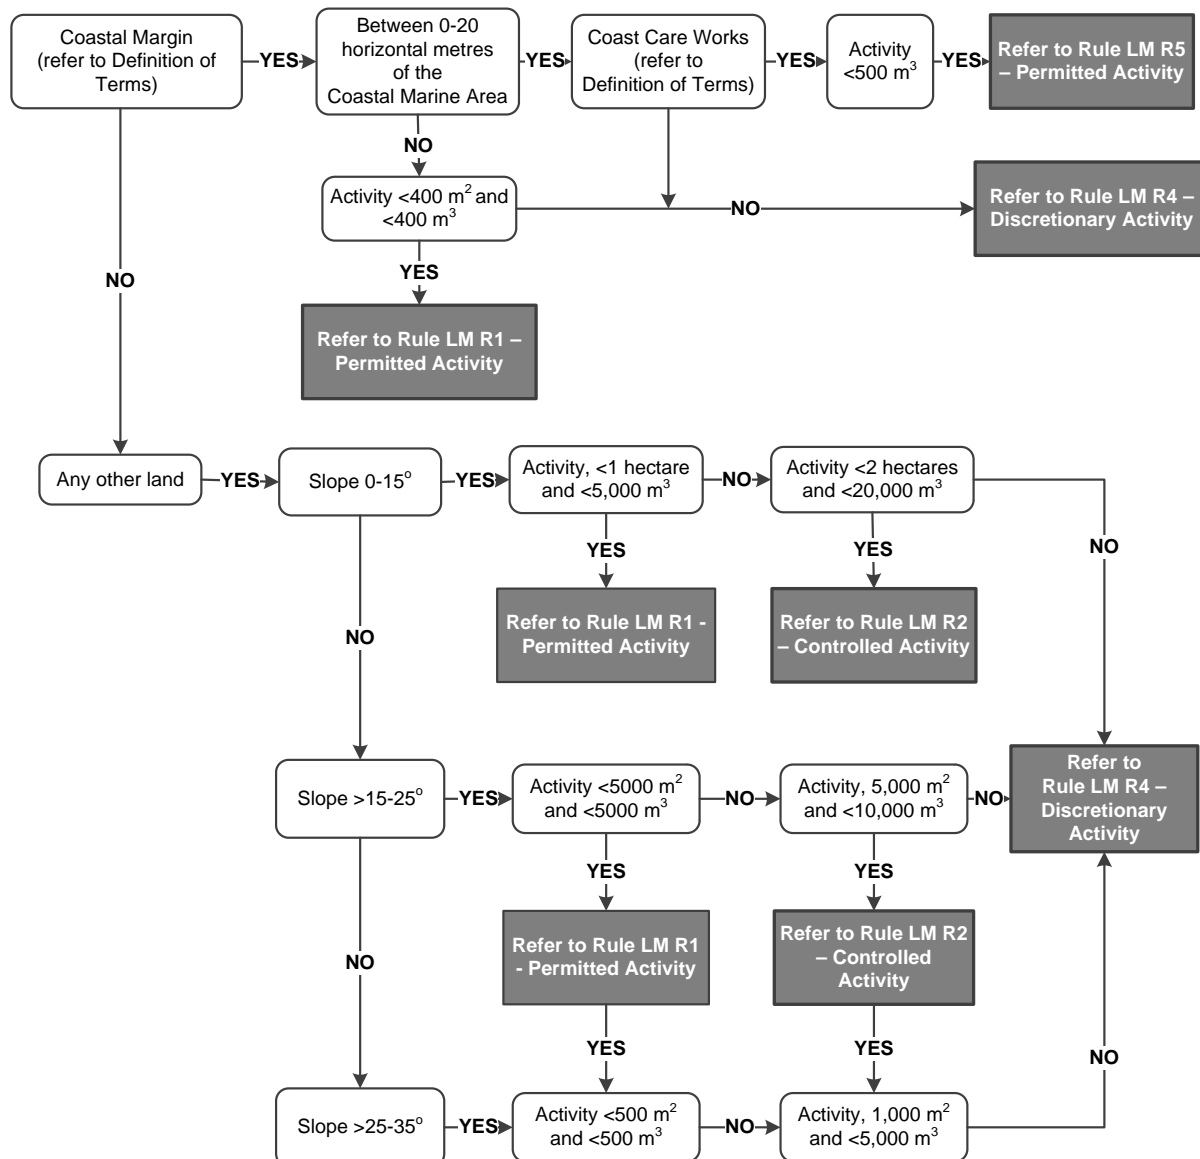 Coastal Margin
(refer to Definition of
Terms)
YES
Between 0-20
horizontal metres
of the
Coastal Marine Area
YES
Coast Care Works
(refer to
Definition of Terms)
YES
Activity
<500 m³
YES
Refer to Rule LM R5
– Permitted Activity
NO
Activity <400 m² and
<400 m³
NO
Refer to Rule LM R4 –
Discretionary Activity
YES
Refer to Rule LM R1 –
Permitted Activity
NO
Any other land
YES
Slope 0-15°
YES
Activity, <1 hectare
and <5,000 m³
NO
Activity <2 hectares
and <20,000 m³
NO
YES
YES
Refer to Rule LM R1 -
Permitted Activity
Refer to Rule LM R2
– Controlled Activity
NO
Slope >15-25°
YES
Activity <5000 m²
and <5000 m³
NO
Activity, 5,000 m²
and <10,000 m³
NO
Refer to
Rule LM R4 –
Discretionary
Activity
YES
YES
Refer to Rule LM R1
- Permitted Activity
Refer to Rule LM R2
– Controlled
Activity
NO
YES
YES
NO
Slope >25-35°
YES
Activity <500 m²
and <500 m³
NO
Activity, 1,000 m²
and <5,000 m³